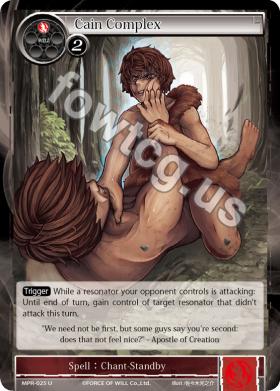 Cain Complex
2
fowtcg.us
Trigger While a resonator your opponent controls is attacking:
Until end of turn, gain control of target resonator that didn't
attack this turn.
"We need not be first, but some guys say you're second:
does that not feel nice?" - Apostle of Creation
Spell : Chant-Standby
MPR-025 U
©FORCE OF WILL Co.,Ltd.